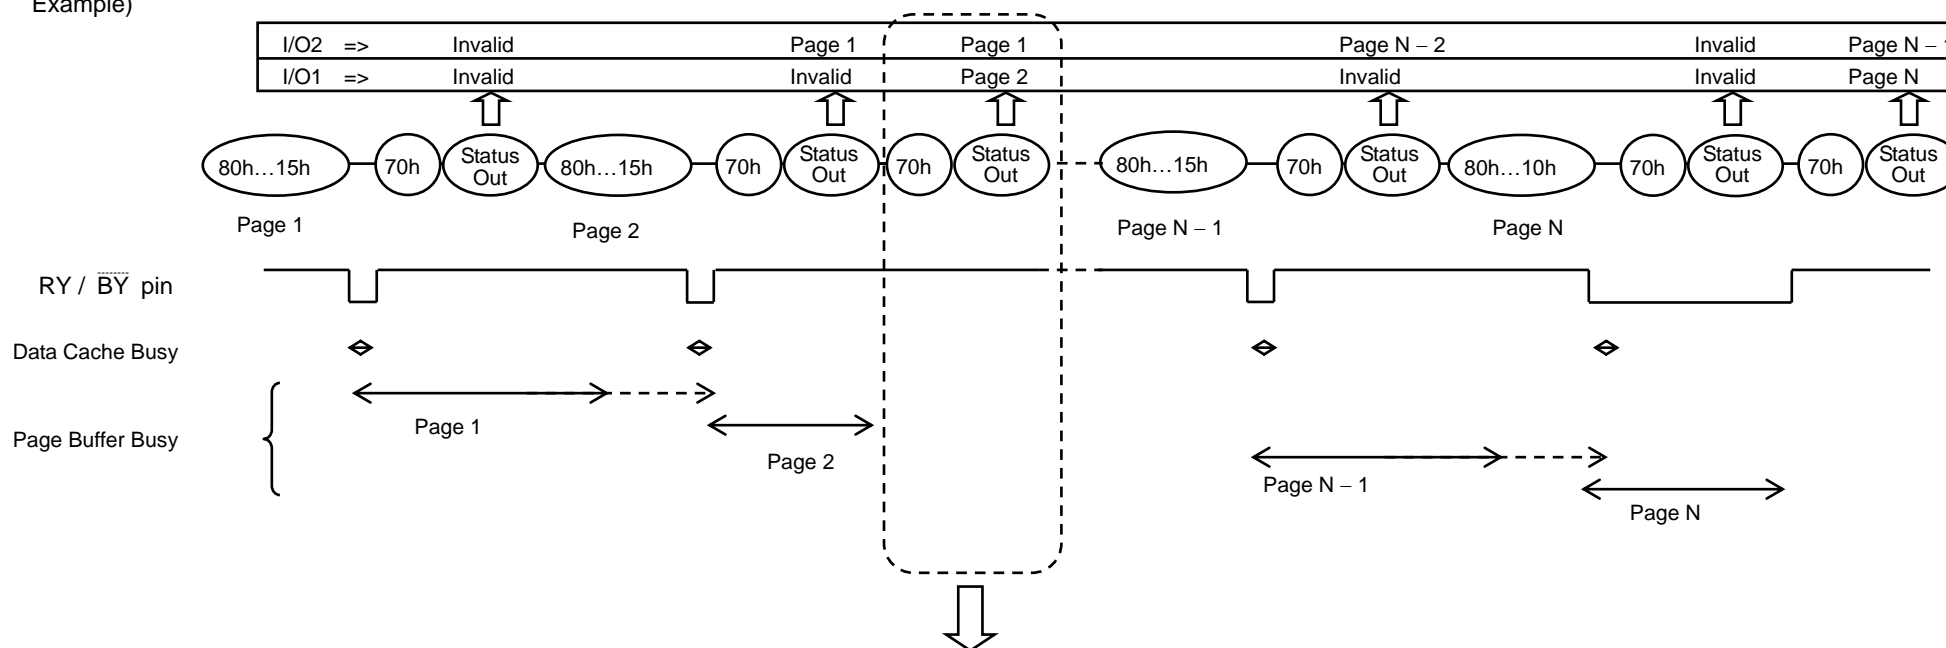 Example)
I/O2 => Invalid Page 1 Page 1 Page N – 2 Invalid Page N – 1
I/O1 => Invalid Invalid Page 2 Invalid Invalid Page N
80h…15h 70h Status Out 80h…15h 70h Status Out 70h Status Out 80h…15h 70h Status Out 80h…10h 70h Status Out 70h Status Out
Page 1 Page 2 Page N – 1 Page N
RY / BY pin
Data Cache Busy
Page Buffer Busy
Page 1
Page 2
Page N – 1
Page N